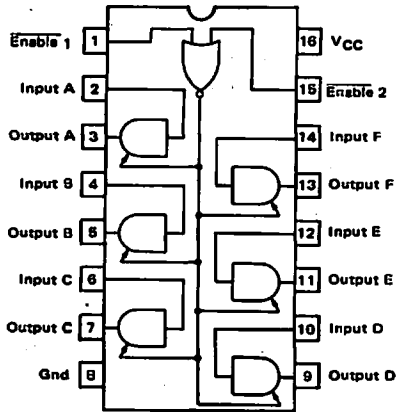 Enable 1
1
16
VCC
Input A
2
15
Enable 2
Output A
3
14
Input F
Input B
4
13
Output F
Output B
5
12
Input E
Input C
6
11
Output E
Output C
7
10
Input D
Gnd
8
9
Output D